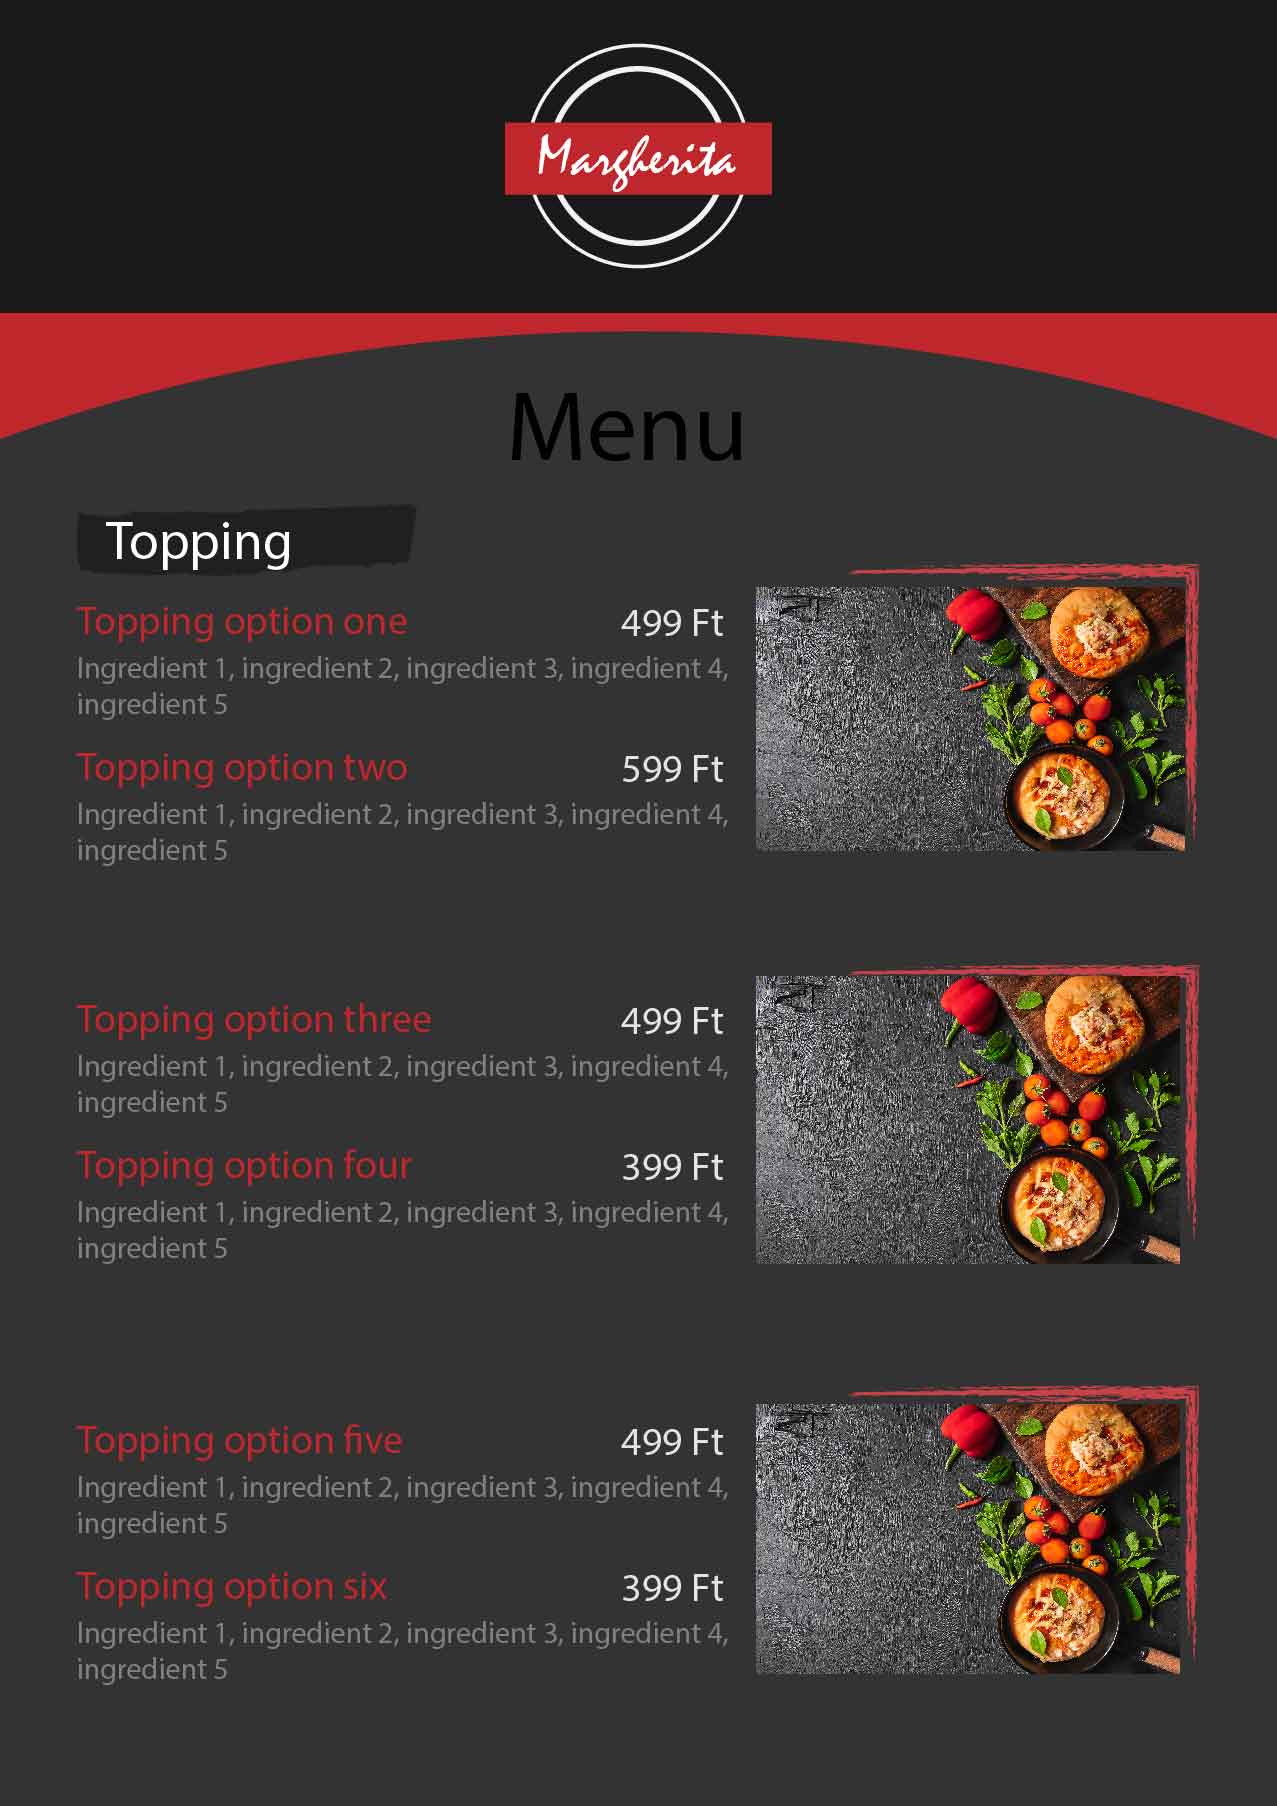 Margherita
Menu
Topping
Topping option one 499 Ft
Ingredient 1, ingredient 2, ingredient 3, ingredient 4,
ingredient 5
Topping option two 599 Ft
Ingredient 1, ingredient 2, ingredient 3, ingredient 4,
ingredient 5
Topping option three 499 Ft
Ingredient 1, ingredient 2, ingredient 3, ingredient 4,
ingredient 5
Topping option four 399 Ft
Ingredient 1, ingredient 2, ingredient 3, ingredient 4,
ingredient 5
Topping option five 499 Ft
Ingredient 1, ingredient 2, ingredient 3, ingredient 4,
ingredient 5
Topping option six 399 Ft
Ingredient 1, ingredient 2, ingredient 3, ingredient 4,
ingredient 5